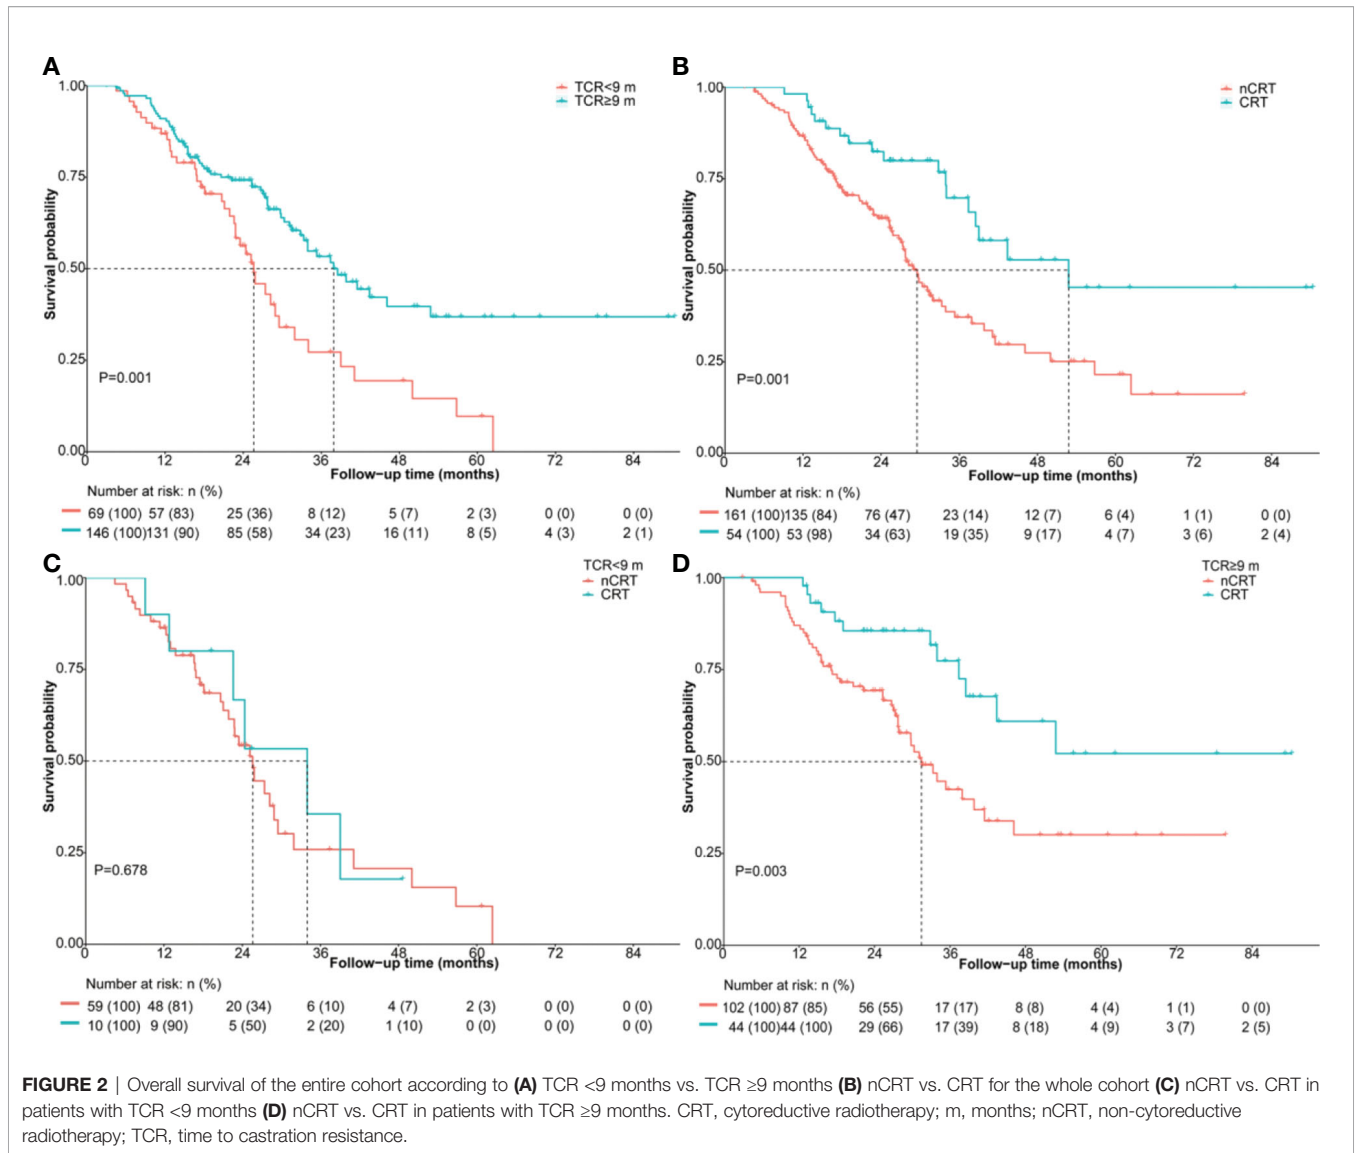 A
TCR<9 m
TCR≥9 m
1.00
0.75
0.50
0.25
0.00
Survival probability
P=0.001
0 12 24 36 48 60 72 84
Follow-up time (months)
Number at risk: n (%)
69 (100) 57 (83) 25 (36) 8 (12) 5 (7) 2 (3) 0 (0) 0 (0)
146 (100)131 (90) 85 (58) 34 (23) 16 (11) 8 (5) 4 (3) 2 (1)
B
nCRT
CRT
1.00
0.75
0.50
0.25
0.00
Survival probability
P=0.001
0 12 24 36 48 60 72 84
Follow-up time (months)
Number at risk: n (%)
161 (100)135 (84) 76 (47) 23 (14) 12 (7) 6 (4) 1 (1) 0 (0)
54 (100) 53 (98) 34 (63) 19 (35) 9 (17) 4 (7) 3 (6) 2 (4)
C
TCR<9 m
nCRT
CRT
1.00
0.75
0.50
0.25
0.00
Survival probability
P=0.678
0 12 24 36 48 60 72 84
Follow-up time (months)
Number at risk: n (%)
59 (100) 48 (81) 20 (34) 6 (10) 4 (7) 2 (3) 0 (0) 0 (0)
10 (100) 9 (90) 5 (50) 2 (20) 1 (10) 0 (0) 0 (0) 0 (0)
D
TCR≥9 m
nCRT
CRT
1.00
0.75
0.50
0.25
0.00
Survival probability
P=0.003
0 12 24 36 48 60 72 84
Follow-up time (months)
Number at risk: n (%)
102 (100) 87 (85) 56 (55) 17 (17) 8 (8) 4 (4) 1 (1) 0 (0)
44 (100)44 (100) 29 (66) 17 (39) 8 (18) 4 (9) 3 (7) 2 (5)
FIGURE 2 | Overall survival of the entire cohort according to (A) TCR <9 months vs. TCR ≥9 months (B) nCRT vs. CRT for the whole cohort (C) nCRT vs. CRT in
patients with TCR <9 months (D) nCRT vs. CRT in patients with TCR ≥9 months. CRT, cytoreductive radiotherapy; m, months; nCRT, non-cytoreductive
radiotherapy; TCR, time to castration resistance.